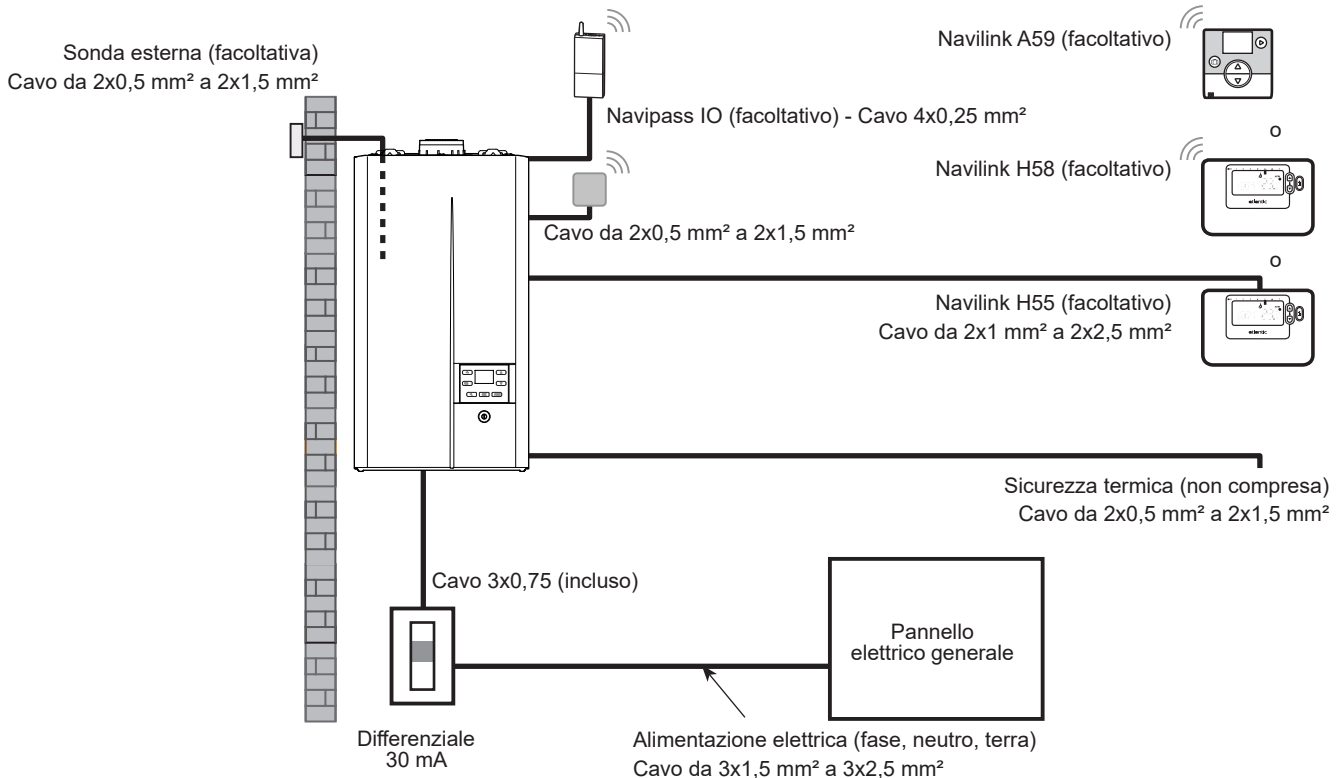 Sonda esterna (facoltativa)
Cavo da 2x0,5 mm² a 2x1,5 mm²
Navipass IO (facoltativo) - Cavo 4x0,25 mm²
Navilink A59 (facoltativo)
o
Navilink H58 (facoltativo)
atlantic
Cavo da 2x0,5 mm² a 2x1,5 mm²
o
Navilink H55 (facoltativo)
Cavo da 2x1 mm² a 2x2,5 mm²
atlantic
Sicurezza termica (non compresa)
Cavo da 2x0,5 mm² a 2x1,5 mm²
Cavo 3x0,75 (incluso)
Pannello
elettrico generale
Differenziale
30 mA
Alimentazione elettrica (fase, neutro, terra)
Cavo da 3x1,5 mm² a 3x2,5 mm²